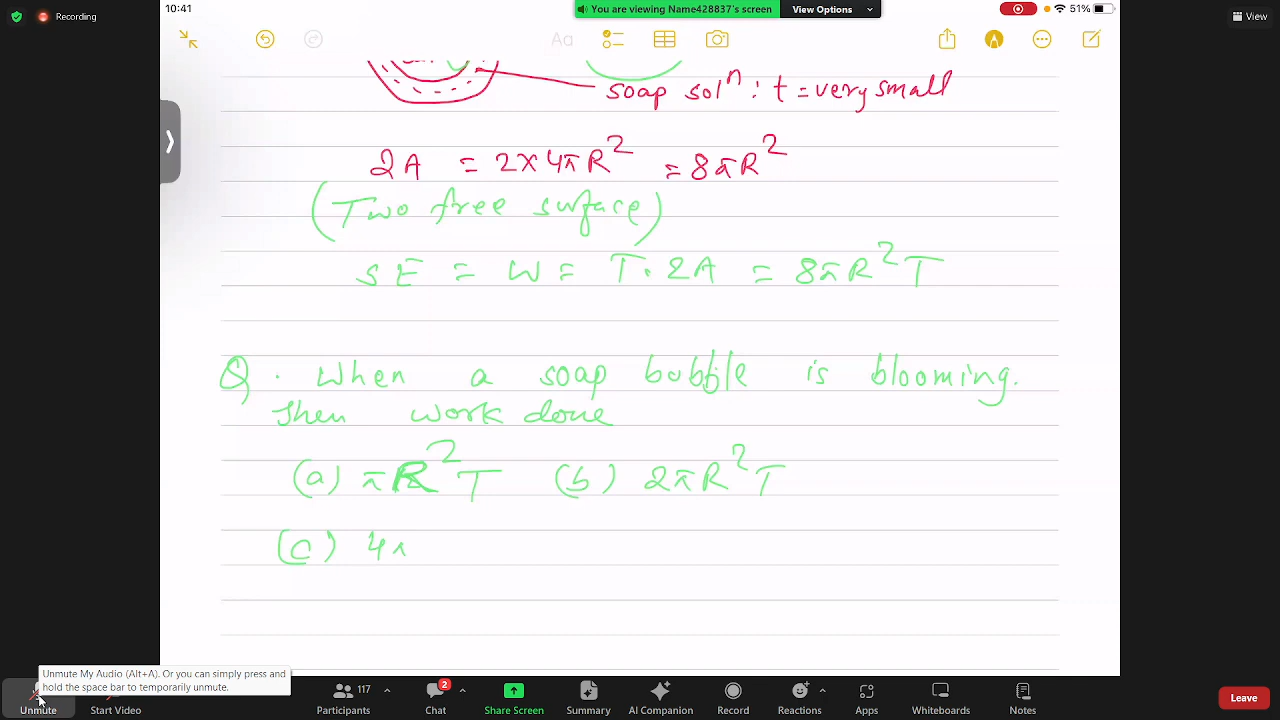 10:41
Recording
You are viewing Name428837's screen View Options
51%
View
Aa
soap solⁿ : t = very small
2A = 2 × 4πR² = 8πR²
(Two free surface)
SE = W = T. 2A = 8πR²T
Q. When a soap bubble is blooming.
then work done
(a) πR²T (b) 2πR²T
(c) 4π
Unmute My Audio (Alt+A). Or you can simply press and
hold the space bar to temporarily unmute.
117
2
Unmute Start Video Participants Chat Share Screen Summary AI Companion Record Reactions Apps Whiteboards Notes Leave